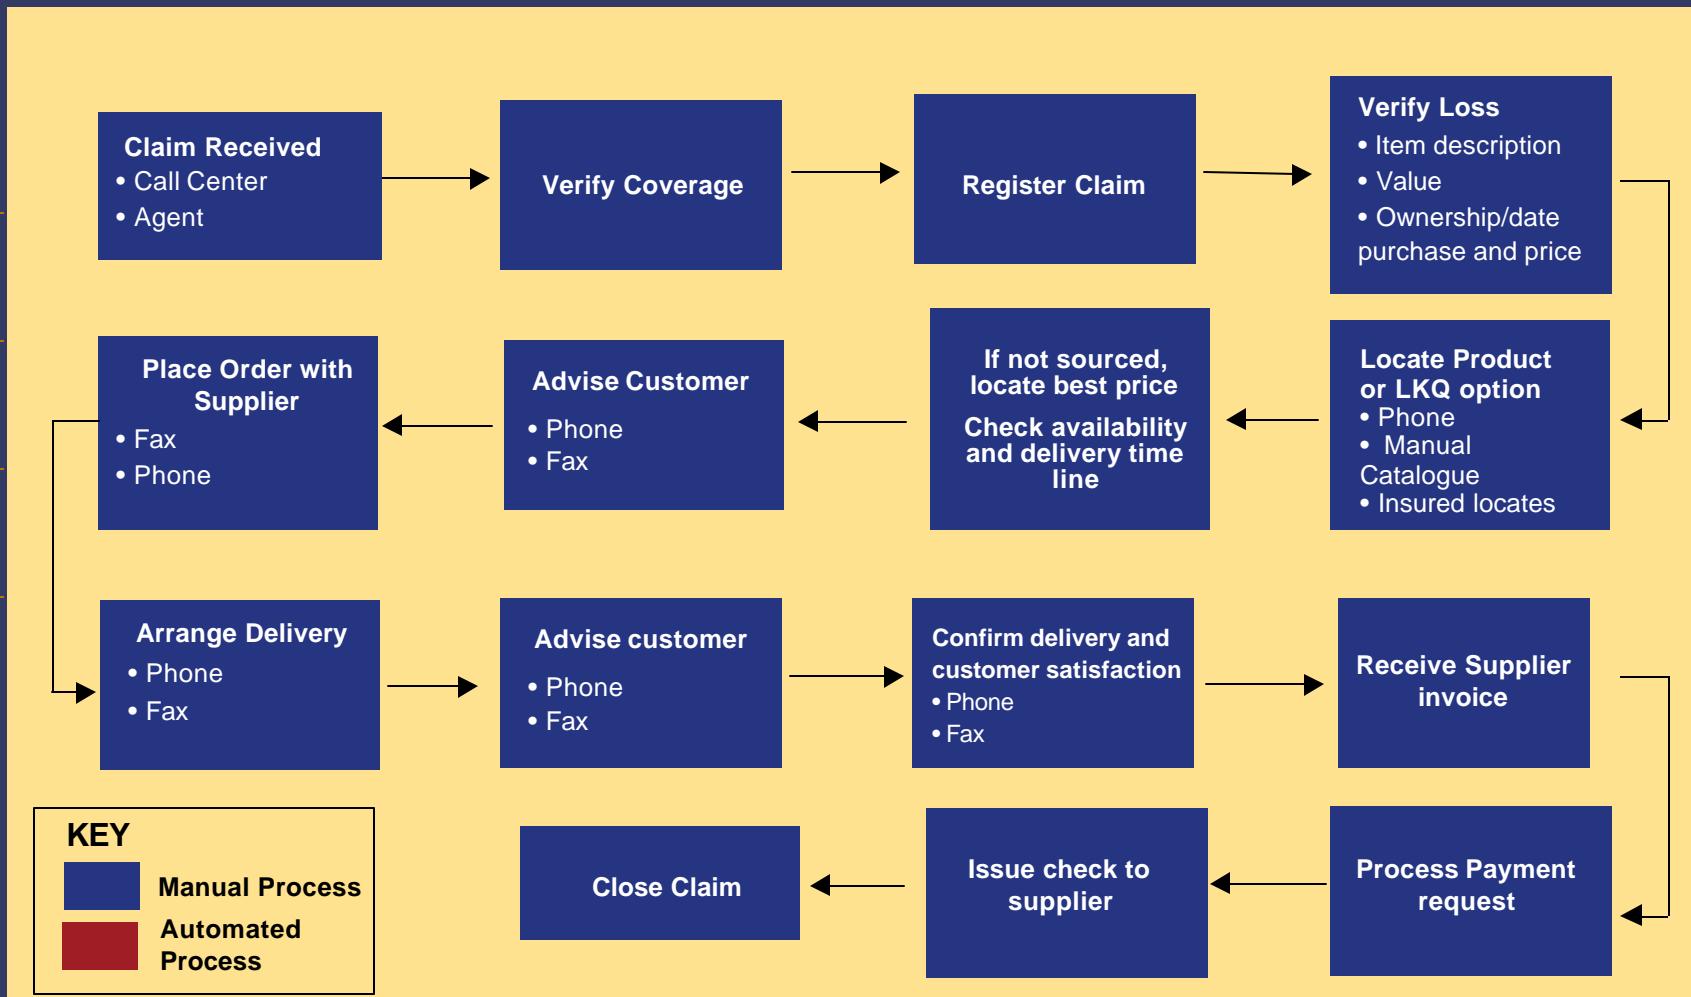 Claim Received
• Call Center
• Agent
Verify Coverage
Register Claim
Verify Loss
• Item description
• Value
• Ownership/date
purchase and price
Place Order with
Supplier
• Fax
• Phone
Advise Customer
• Phone
• Fax
If not sourced,
locate best price
Check availability
and delivery time
line
Locate Product
or LKQ option
• Phone
• Manual
Catalogue
• Insured locates
Arrange Delivery
• Phone
• Fax
Advise customer
• Phone
• Fax
Confirm delivery and
customer satisfaction
• Phone
• Fax
Receive Supplier
invoice
KEY
Manual Process
Automated
Process
Close Claim
Issue check to
supplier
Process Payment
request